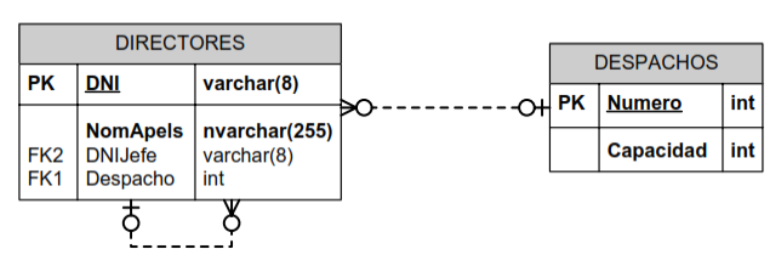 DIRECTORES
PK DNI varchar(8)
NomApels nvarchar(255)
FK2 DNIJefe varchar(8)
FK1 Despacho int
DESPACHOS
PK Numero int
Capacidad int